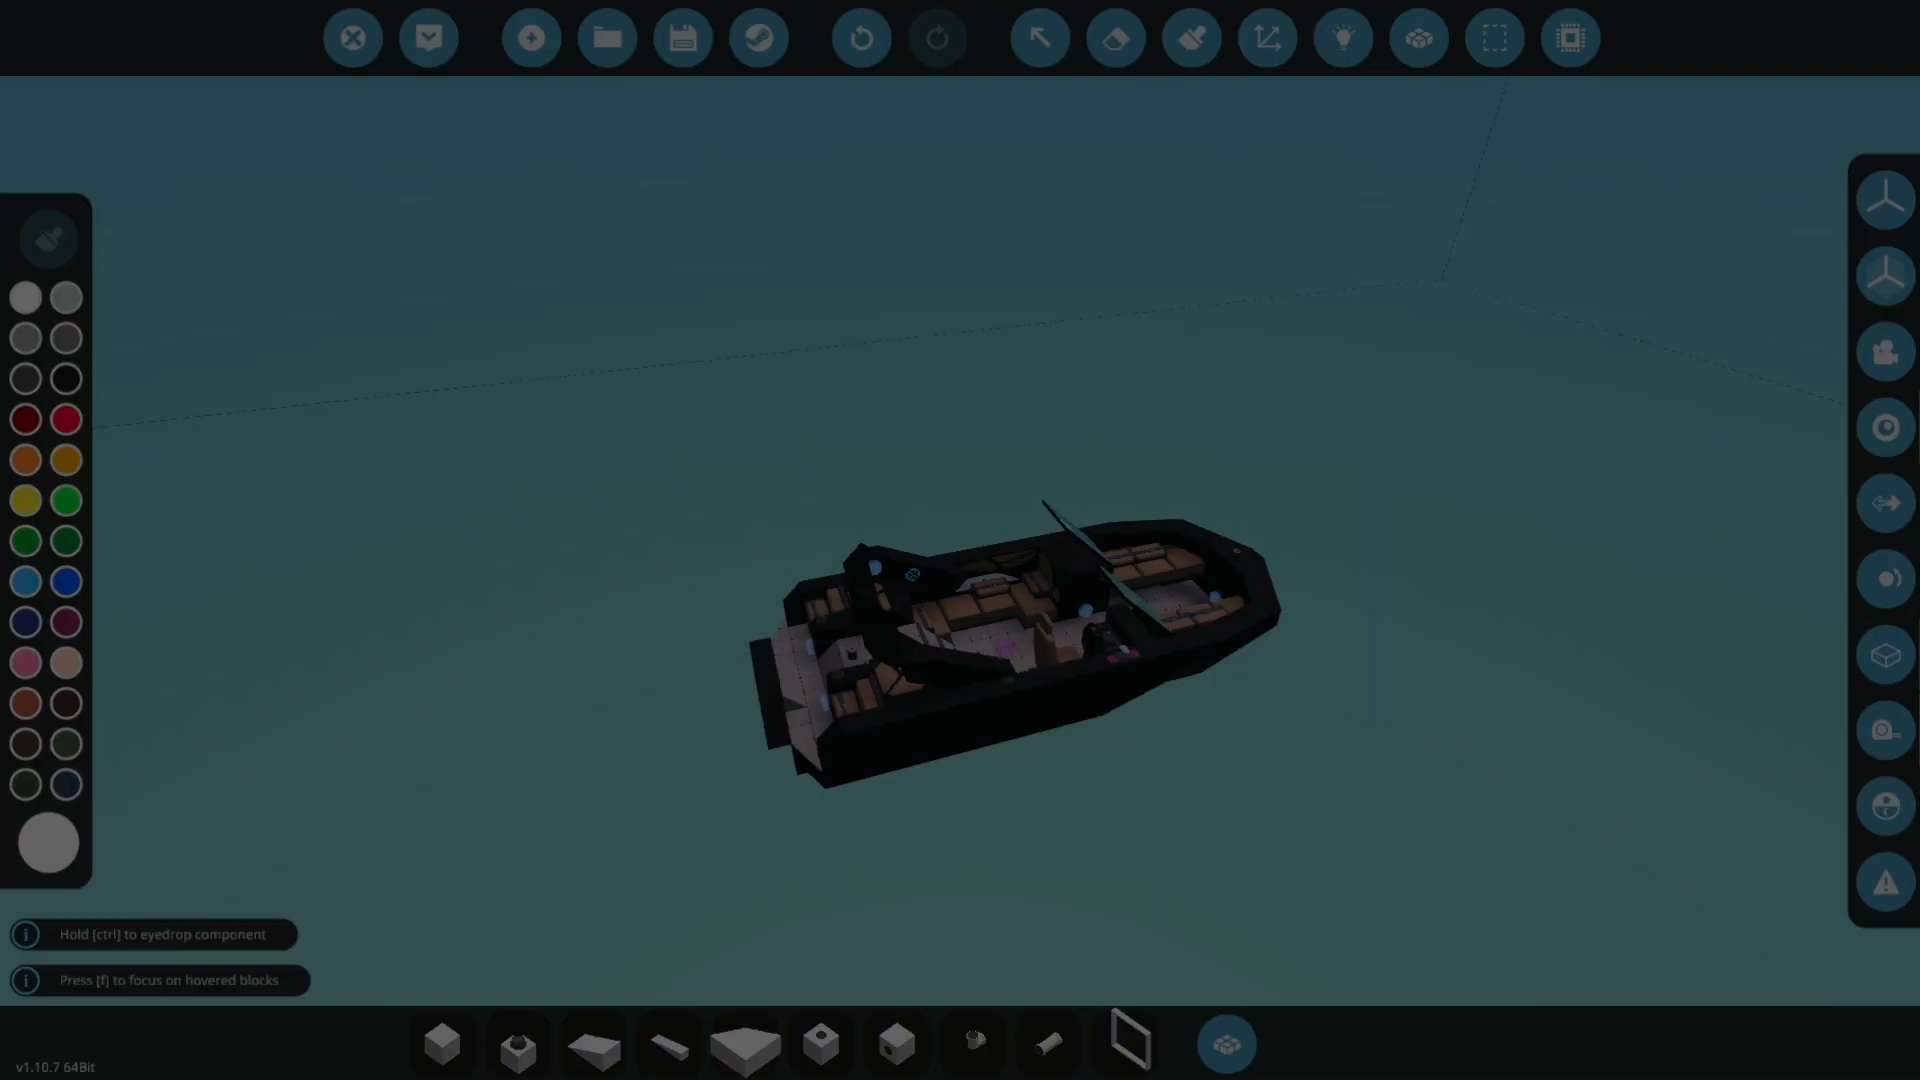 Hold [ctrl] to eyedrop component
Press [f] to focus on hovered blocks
v1.10.7 64Bit